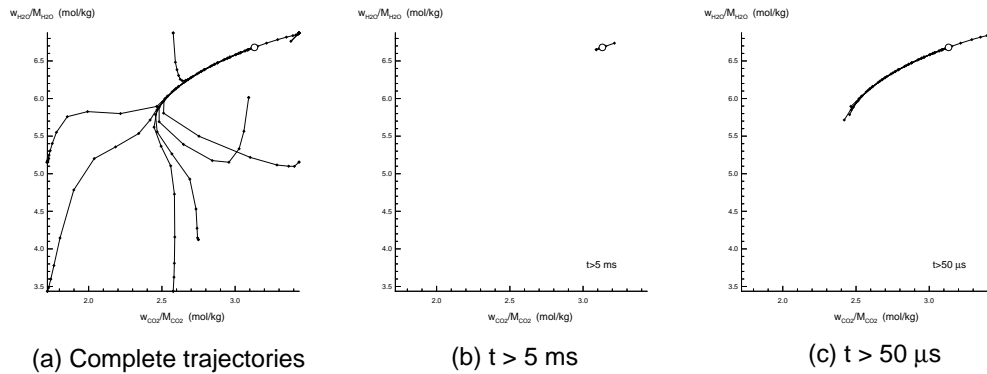 w_H2O/M_H2O (mol/kg)
6.5
6.0
5.5
5.0
4.5
4.0
3.5
2.0 2.5 3.0
w_CO2/M_CO2 (mol/kg)
(a) Complete trajectories
w_H2O/M_H2O (mol/kg)
6.5
6.0
5.5
5.0
4.5
4.0
3.5
t>5 ms
2.0 2.5 3.0
w_CO2/M_CO2 (mol/kg)
(b) t > 5 ms
w_H2O/M_H2O (mol/kg)
6.5
6.0
5.5
5.0
4.5
4.0
3.5
t>50 μs
2.0 2.5 3.0
w_CO2/M_CO2 (mol/kg)
(c) t > 50 μs